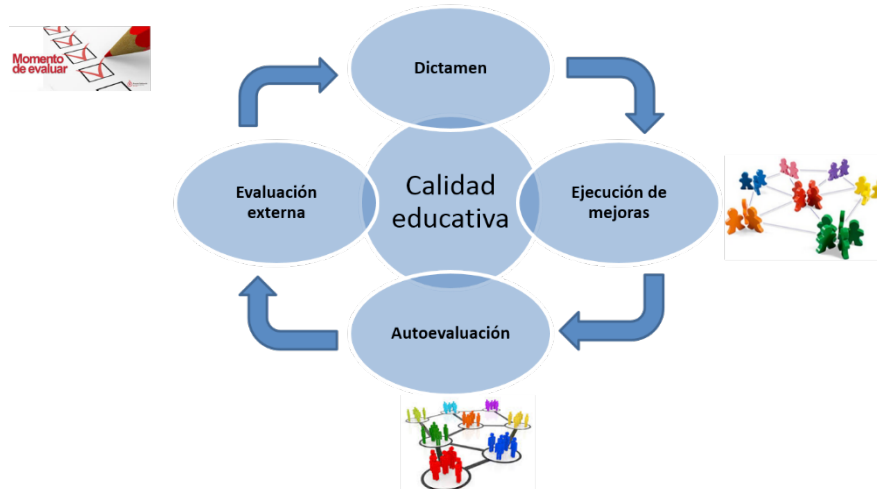 Momento
de evaluar
Dictamen
Evaluación
externa
Calidad
educativa
Ejecución de
mejoras
Autoevaluación